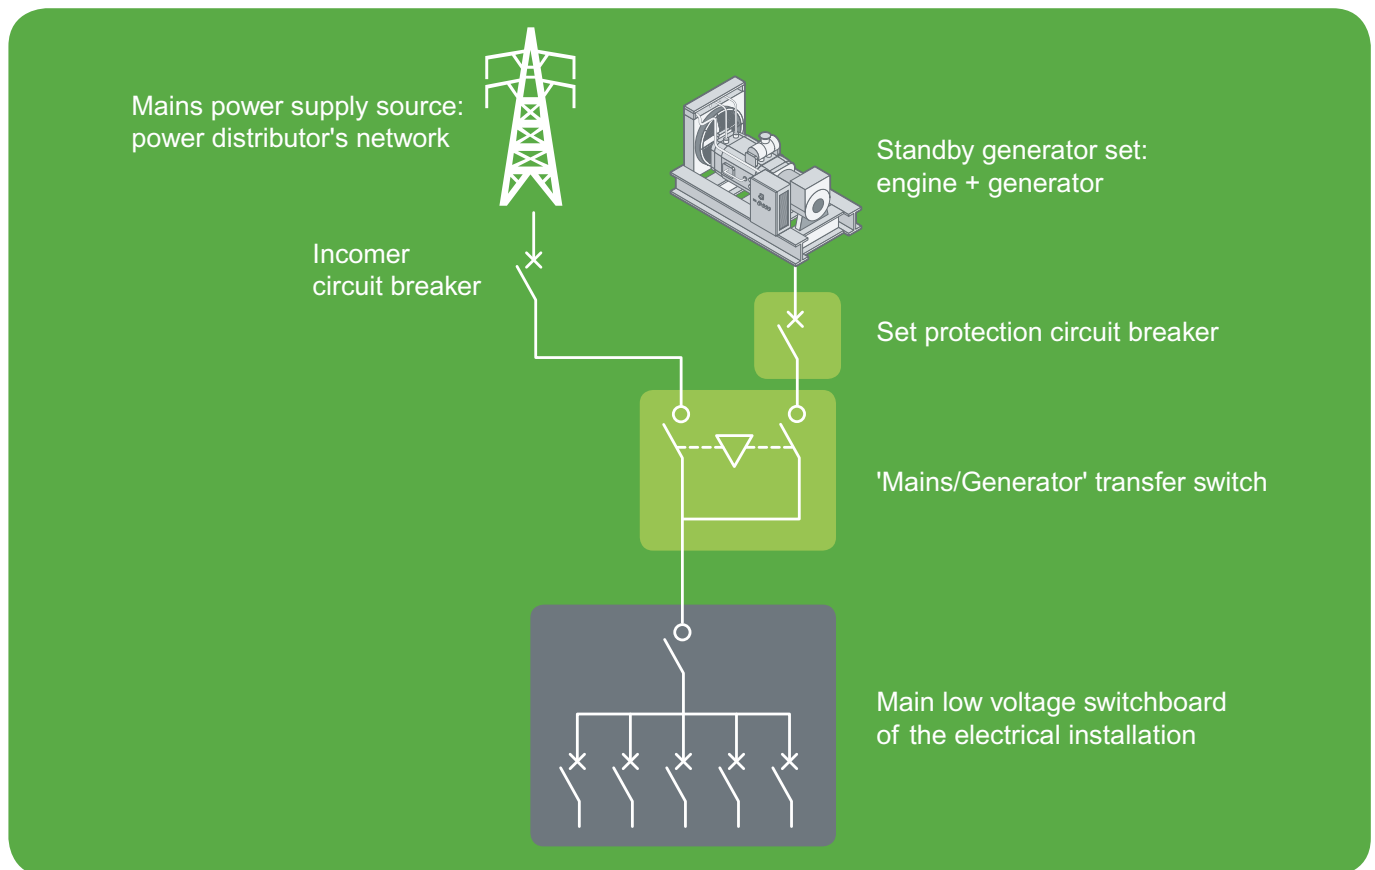 Mains power supply source:
power distributor's network
Standby generator set:
engine + generator
Incomer
circuit breaker
Set protection circuit breaker
'Mains/Generator' transfer switch
Main low voltage switchboard
of the electrical installation